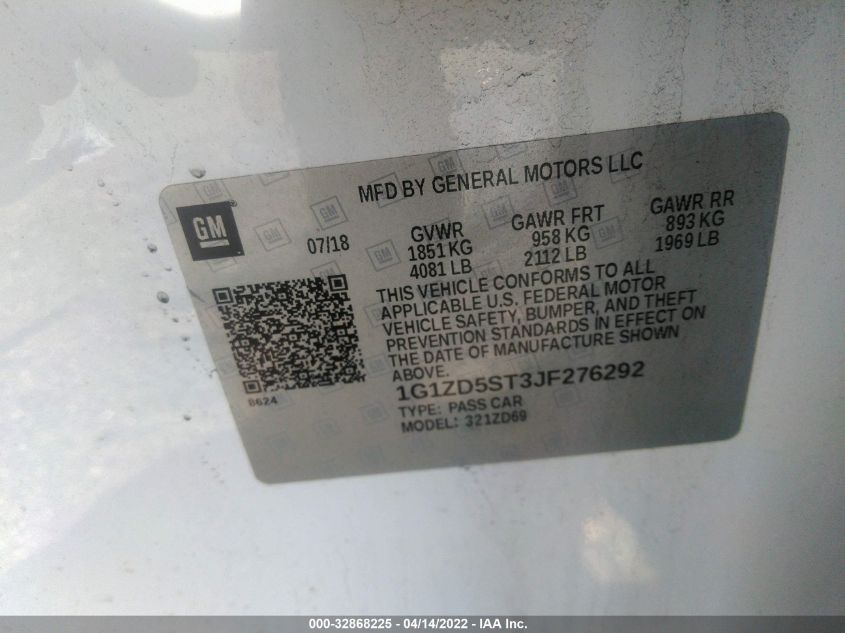 MFD BY GENERAL MOTORS LLC
GM
07/18
GVWR GAWR FRT GAWR RR
1851 KG 958 KG 893 KG
4081 LB 2112 LB 1969 LB
THIS VEHICLE CONFORMS TO ALL
APPLICABLE U.S. FEDERAL MOTOR
VEHICLE SAFETY, BUMPER, AND THEFT
PREVENTION STANDARDS IN EFFECT ON
THE DATE OF MANUFACTURE SHOWN
ABOVE.
1G1ZD5ST3JF276292
TYPE: PASS CAR
MODEL: 321ZD69
8624
000-32868225 - 04/14/2022 - IAA Inc.